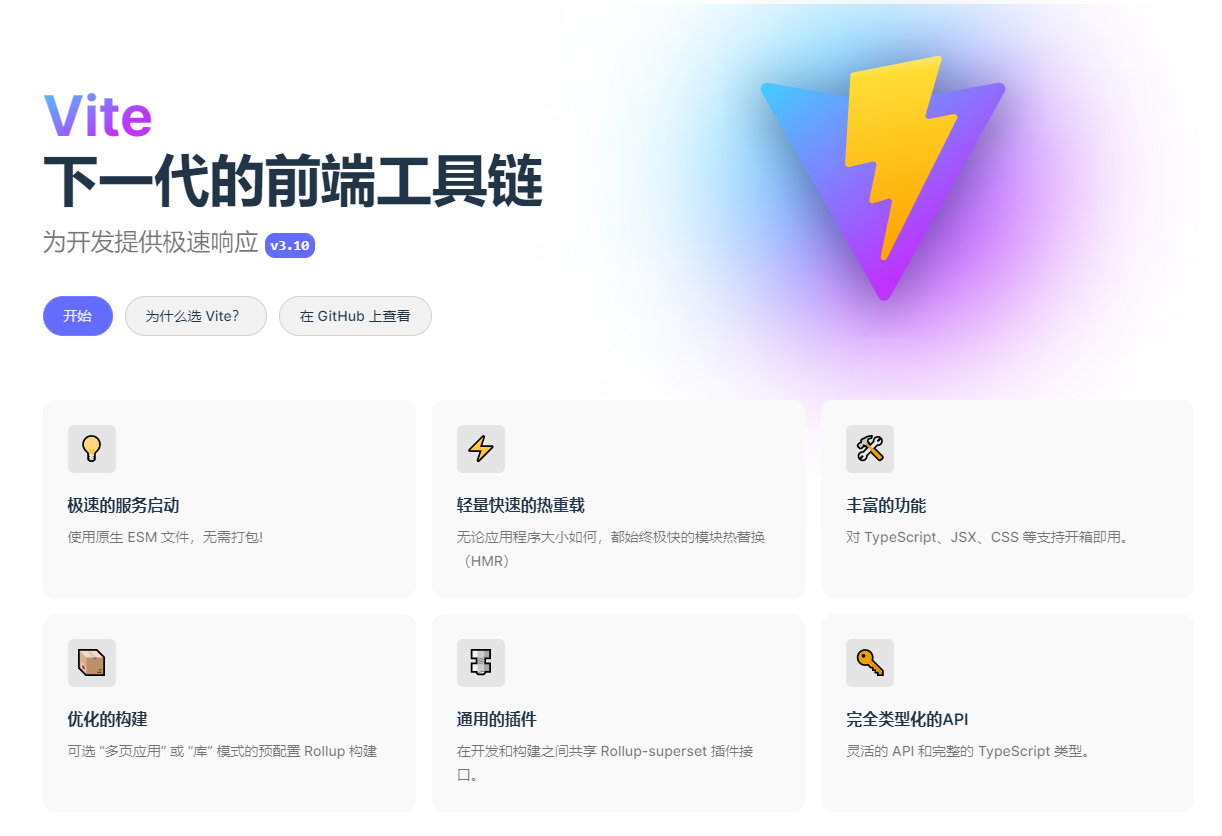 Vite
下一代的前端工具链
为开发提供极速响应 v3.10
开始
为什么选 Vite?
在 GitHub 上查看
极速的服务启动
使用原生 ESM 文件，无需打包!
轻量快速的热重载
无论应用程序大小如何，都始终极快的模块热替换
（HMR）
丰富的功能
对 TypeScript、JSX、CSS 等支持开箱即用。
优化的构建
可选 “多页应用” 或 “库” 模式的预配置 Rollup 构建
通用的插件
在开发和构建之间共享 Rollup-superset 插件接
口。
完全类型化的API
灵活的 API 和完整的 TypeScript 类型。